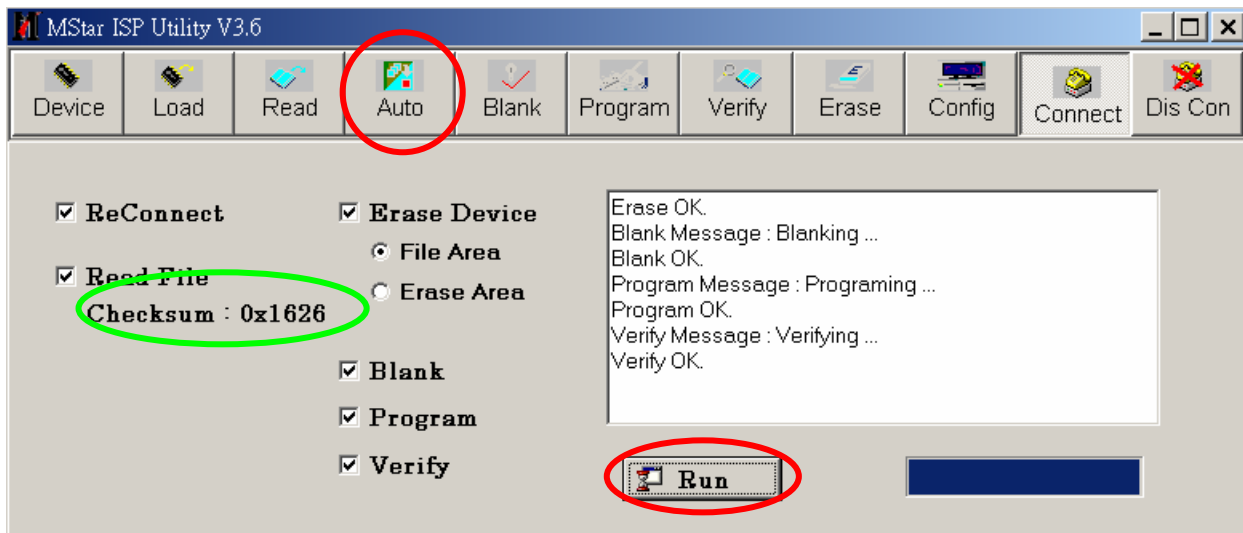 MStar ISP Utility V3.6
Device Load Read Auto Blank Program Verify Erase Config Connect Dis Con
ReConnect
Read File
Checksum : 0x1626
Erase Device
File Area
Erase Area
Blank
Program
Verify
Erase OK.
Blank Message : Blanking ...
Blank OK.
Program Message : Programing ...
Program OK.
Verify Message : Verifying ...
Verify OK.
Run